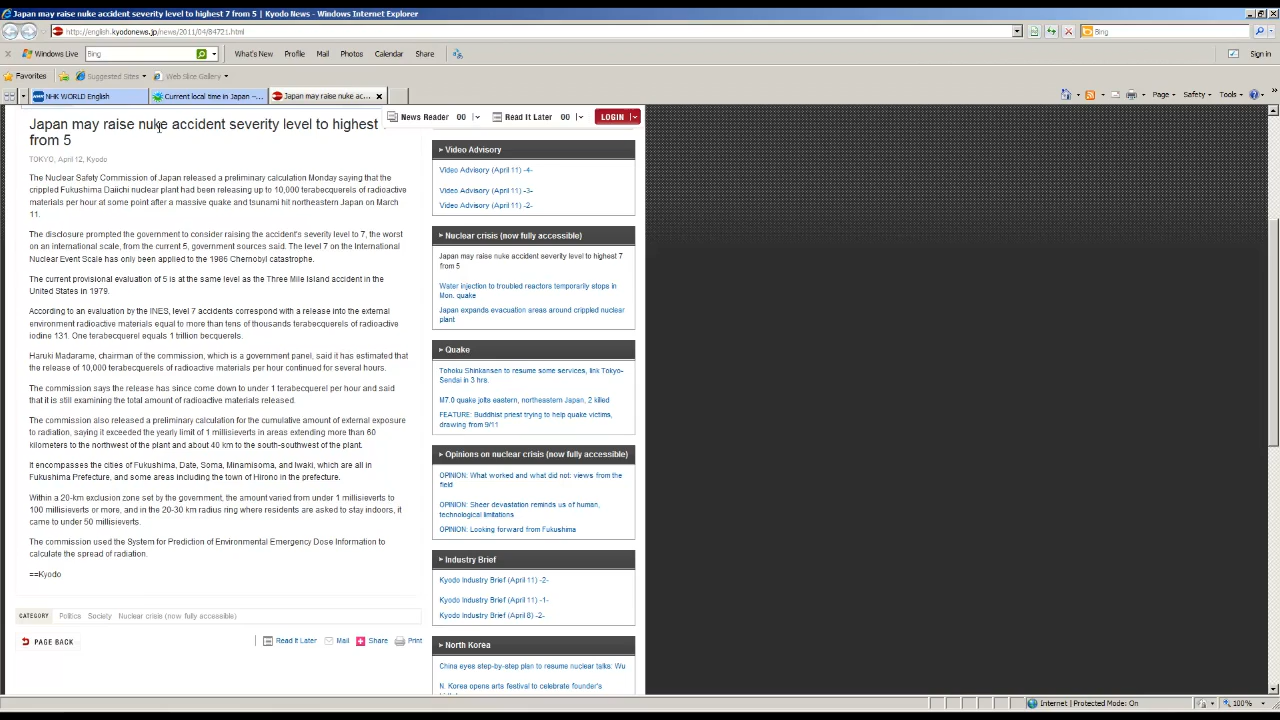 Japan may raise nuke accident severity level to highest 7 from 5 | Kyodo News - Windows Internet Explorer
http://english.kyodonews.jp/news/2011/04/84721.html
Bing
Windows Live
Bing
What's New
Profile
Mail
Photos
Calendar
Share
Sign in
Favorites
Suggested Sites
Web Slice Gallery
NHK WORLD English
Current local time in Japan –...
Japan may raise nuke ac...
Page
Safety
Tools
News Reader 00
Read It Later 00
LOGIN
Japan may raise nuke accident severity level to highest
from 5
TOKYO, April 12, Kyodo
The Nuclear Safety Commission of Japan released a preliminary calculation Monday saying that the
crippled Fukushima Daiichi nuclear plant had been releasing up to 10,000 terabecquerels of radioactive
materials per hour at some point after a massive quake and tsunami hit northeastern Japan on March
11.
The disclosure prompted the government to consider raising the accident's severity level to 7, the worst
on an international scale, from the current 5, government sources said. The level 7 on the International
Nuclear Event Scale has only been applied to the 1986 Chernobyl catastrophe.
The current provisional evaluation of 5 is at the same level as the Three Mile Island accident in the
United States in 1979.
According to an evaluation by the INES, level 7 accidents correspond with a release into the external
environment radioactive materials equal to more than tens of thousands terabecquerels of radioactive
iodine 131. One terabecquerel equals 1 trillion becquerels.
Haruki Madarame, chairman of the commission, which is a government panel, said it has estimated that
the release of 10,000 terabecquerels of radioactive materials per hour continued for several hours.
The commission says the release has since come down to under 1 terabecquerel per hour and said
that it is still examining the total amount of radioactive materials released.
The commission also released a preliminary calculation for the cumulative amount of external exposure
to radiation, saying it exceeded the yearly limit of 1 millisieverts in areas extending more than 60
kilometers to the northwest of the plant and about 40 km to the south-southwest of the plant.
It encompasses the cities of Fukushima, Date, Soma, Minamisoma, and Iwaki, which are all in
Fukushima Prefecture, and some areas including the town of Hirono in the prefecture.
Within a 20-km exclusion zone set by the government, the amount varied from under 1 millisieverts to
100 millisieverts or more, and in the 20-30 km radius ring where residents are asked to stay indoors, it
came to under 50 millisieverts.
The commission used the System for Prediction of Environmental Emergency Dose Information to
calculate the spread of radiation.
==Kyodo
CATEGORY Politics Society Nuclear crisis (now fully accessible)
PAGE BACK
Read It Later Mail Share Print
Video Advisory
Video Advisory (April 11) -4-
Video Advisory (April 11) -3-
Video Advisory (April 11) -2-
Nuclear crisis (now fully accessible)
Japan may raise nuke accident severity level to highest 7
from 5
Water injection to troubled reactors temporarily stops in
Mon. quake
Japan expands evacuation areas around crippled nuclear
plant
Quake
Tohoku Shinkansen to resume some services, link Tokyo-
Sendai in 3 hrs.
M7.0 quake jolts eastern, northeastern Japan, 2 killed
FEATURE: Buddhist priest trying to help quake victims,
drawing from 9/11
Opinions on nuclear crisis (now fully accessible)
OPINION: What worked and what did not: views from the
field
OPINION: Sheer devastation reminds us of human,
technological limitations
OPINION: Looking forward from Fukushima
Industry Brief
Kyodo Industry Brief (April 11) -2-
Kyodo Industry Brief (April 11) -1-
Kyodo Industry Brief (April 8) -2-
North Korea
China eyes step-by-step plan to resume nuclear talks: Wu
N. Korea opens arts festival to celebrate founder's
Internet | Protected Mode: On
100%